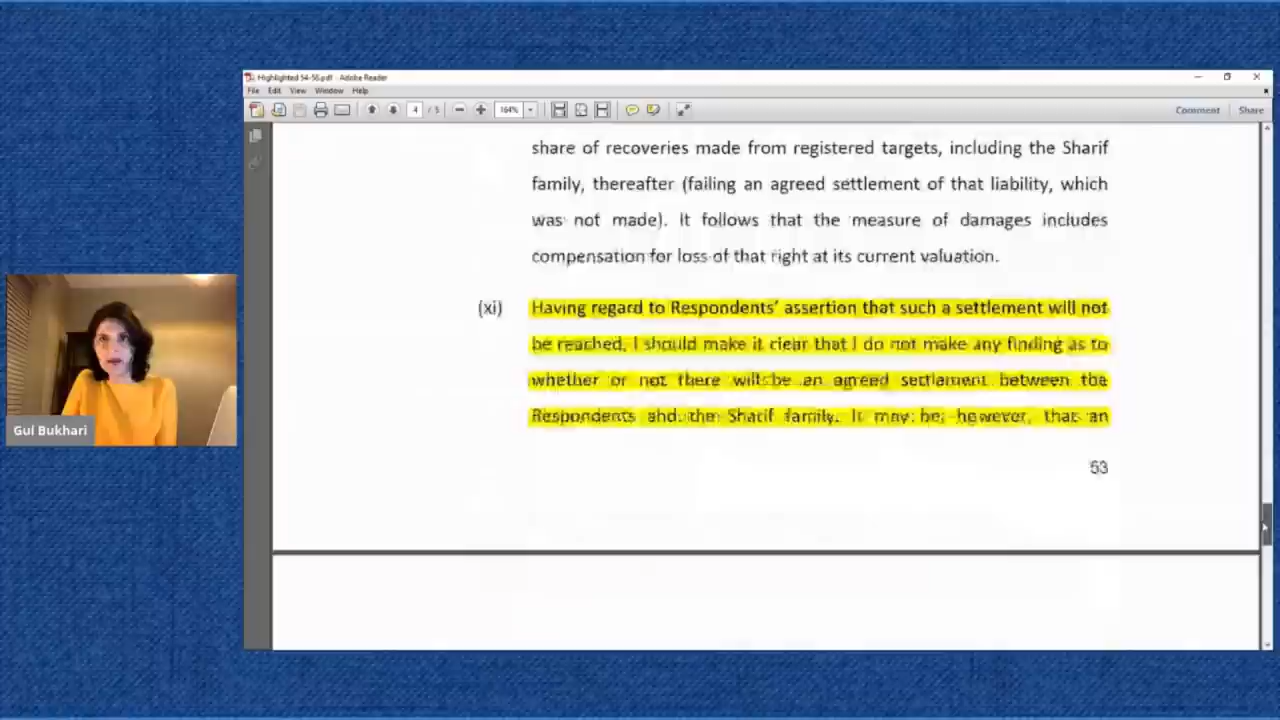 Highlighted 54-56.pdf - Adobe Reader
File Edit View Window Help
4 / 5 164% Comment Share
share of recoveries made from registered targets, including the Sharif
family, thereafter (failing an agreed settlement of that liability, which
was not made). It follows that the measure of damages includes
compensation for loss of that right at its current valuation.
(xi) Having regard to Respondents' assertion that such a settlement will not
be reached, I should make it clear that I do not make any finding as to
whether or not there will be an agreed settlement between the
Respondents and the Sharif family. It may be, however, that an
53
Gul Bukhari